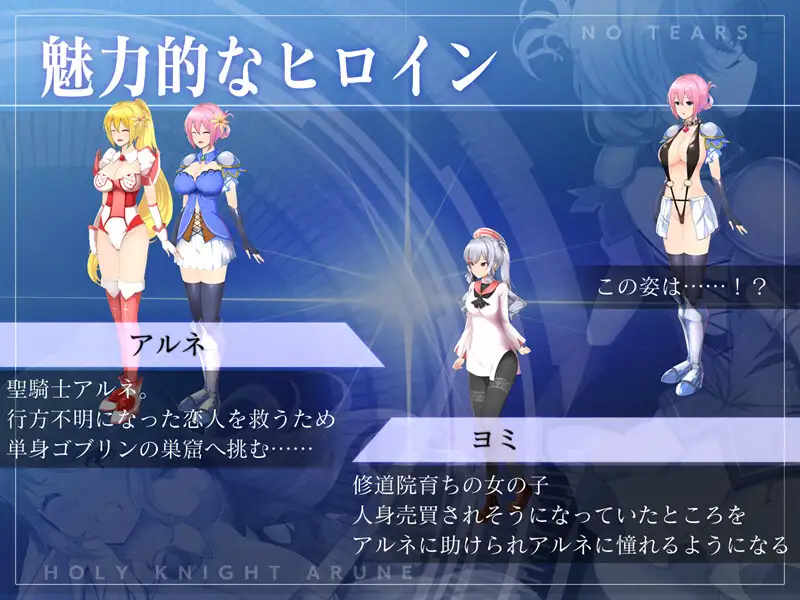 NO TEARS
魅力的なヒロイン
この姿は……！？
アルネ
聖騎士アルネ。
行方不明になった恋人を救うため
単身ゴブリンの巣窟へ挑む……
ヨミ
修道院育ちの女の子
人身売買されそうになっていたところを
アルネに助けられアルネに憧れるようになる
HOLY KNIGHT ARUNE